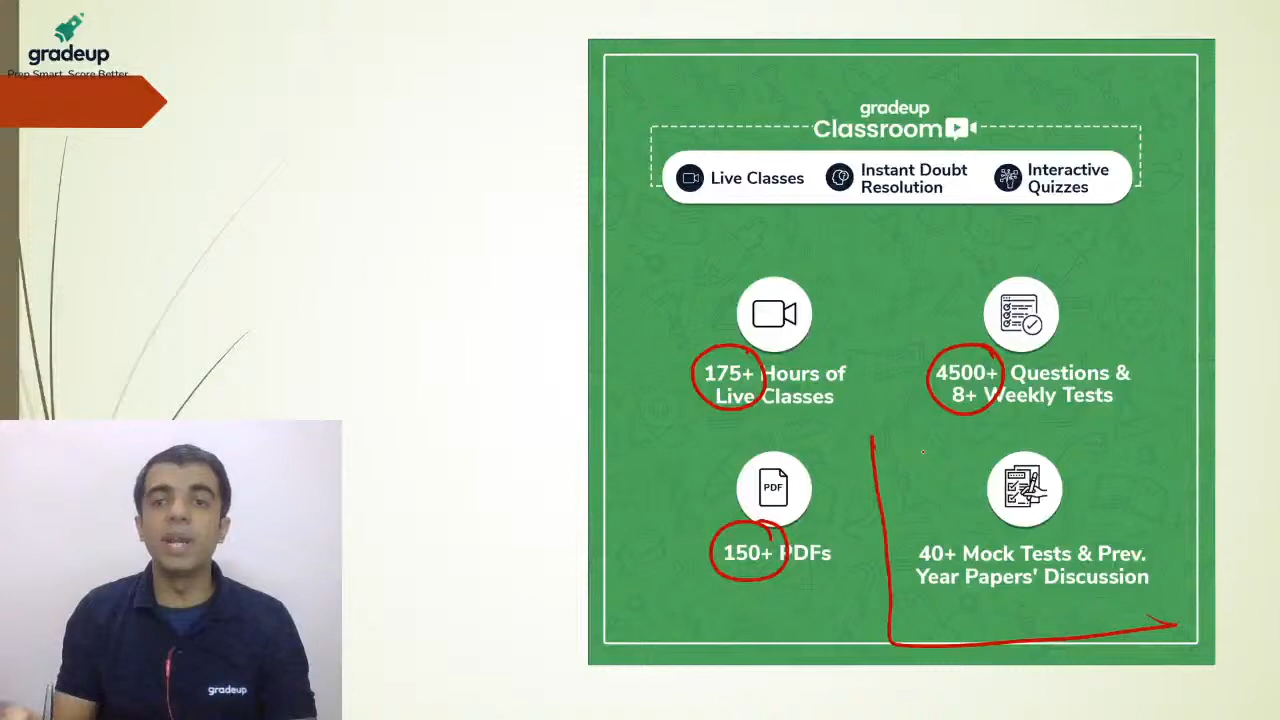 gradeup
Prep Smart. Score Better.
gradeup
Classroom
Live Classes
Instant Doubt
Resolution
Interactive
Quizzes
175+ Hours of
Live Classes
4500+ Questions &
8+ Weekly Tests
PDF
150+ PDFs
40+ Mock Tests & Prev.
Year Papers' Discussion
gradeup